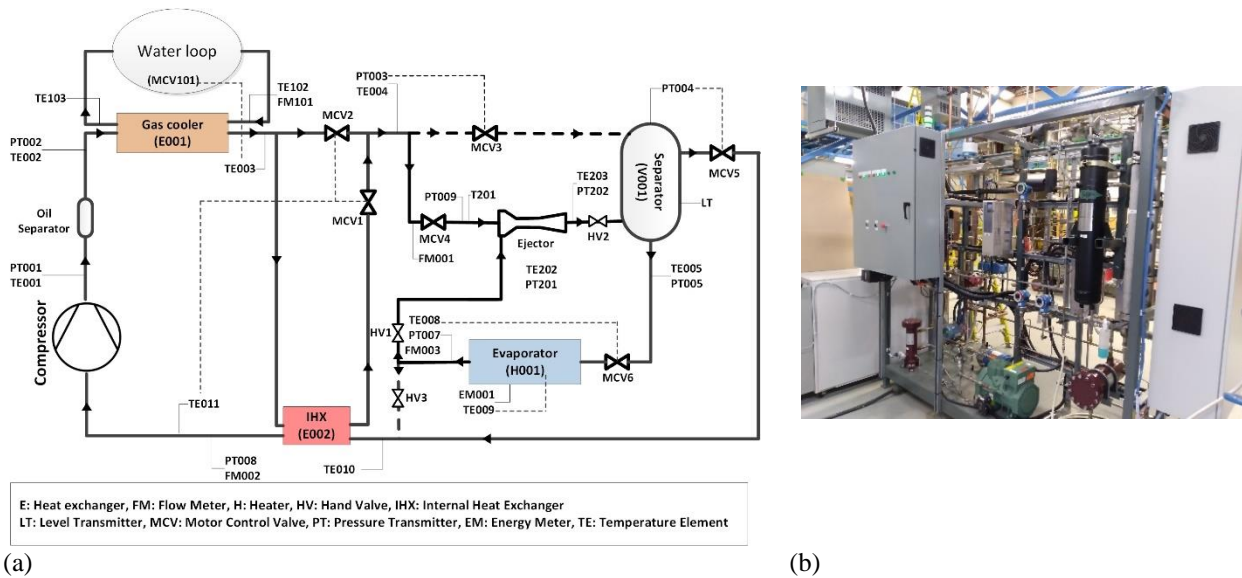 Water loop
(MCV101)
TE103
TE102
FM101
Gas cooler
(E001)
PT002
TE002
TE003
MCV2
PT003
TE004
MCV3
PT004
Separator
(V001)
MCV5
LT
Oil
Separator
MCV1
PT009
T201
MCV4
FM001
Ejector
TE203
PT202
HV2
TE202
PT201
TE005
PT005
PT001
TE001
Compressor
HV1
TE008
PT007
FM003
Evaporator
(H001)
MCV6
EM001
TE009
HV3
TE011
IHX
(E002)
PT008
FM002
TE010
E: Heat exchanger, FM: Flow Meter, H: Heater, HV: Hand Valve, IHX: Internal Heat Exchanger
LT: Level Transmitter, MCV: Motor Control Valve, PT: Pressure Transmitter, EM: Energy Meter, TE: Temperature Element
(a)
(b)